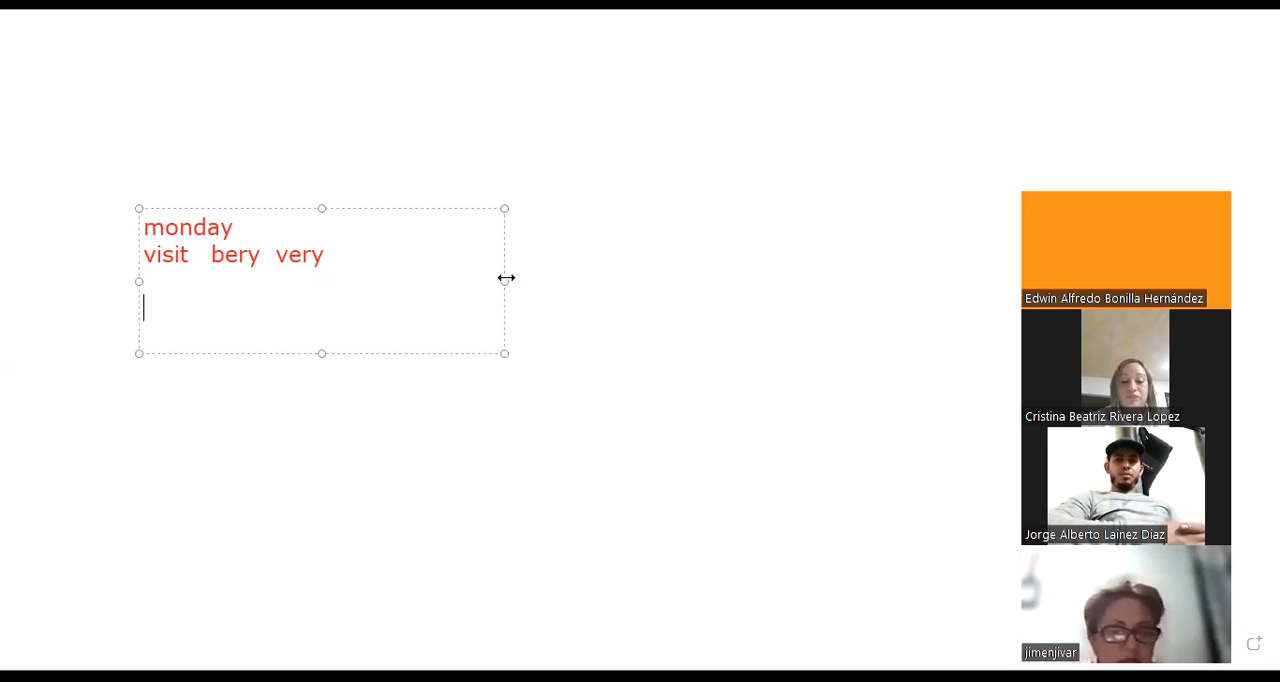 monday
visit bery very
Edwin Alfredo Bonilla Hernández
Cristina Beatriz Rivera Lopez
Jorge Alberto Lainez Diaz
jimenjivar